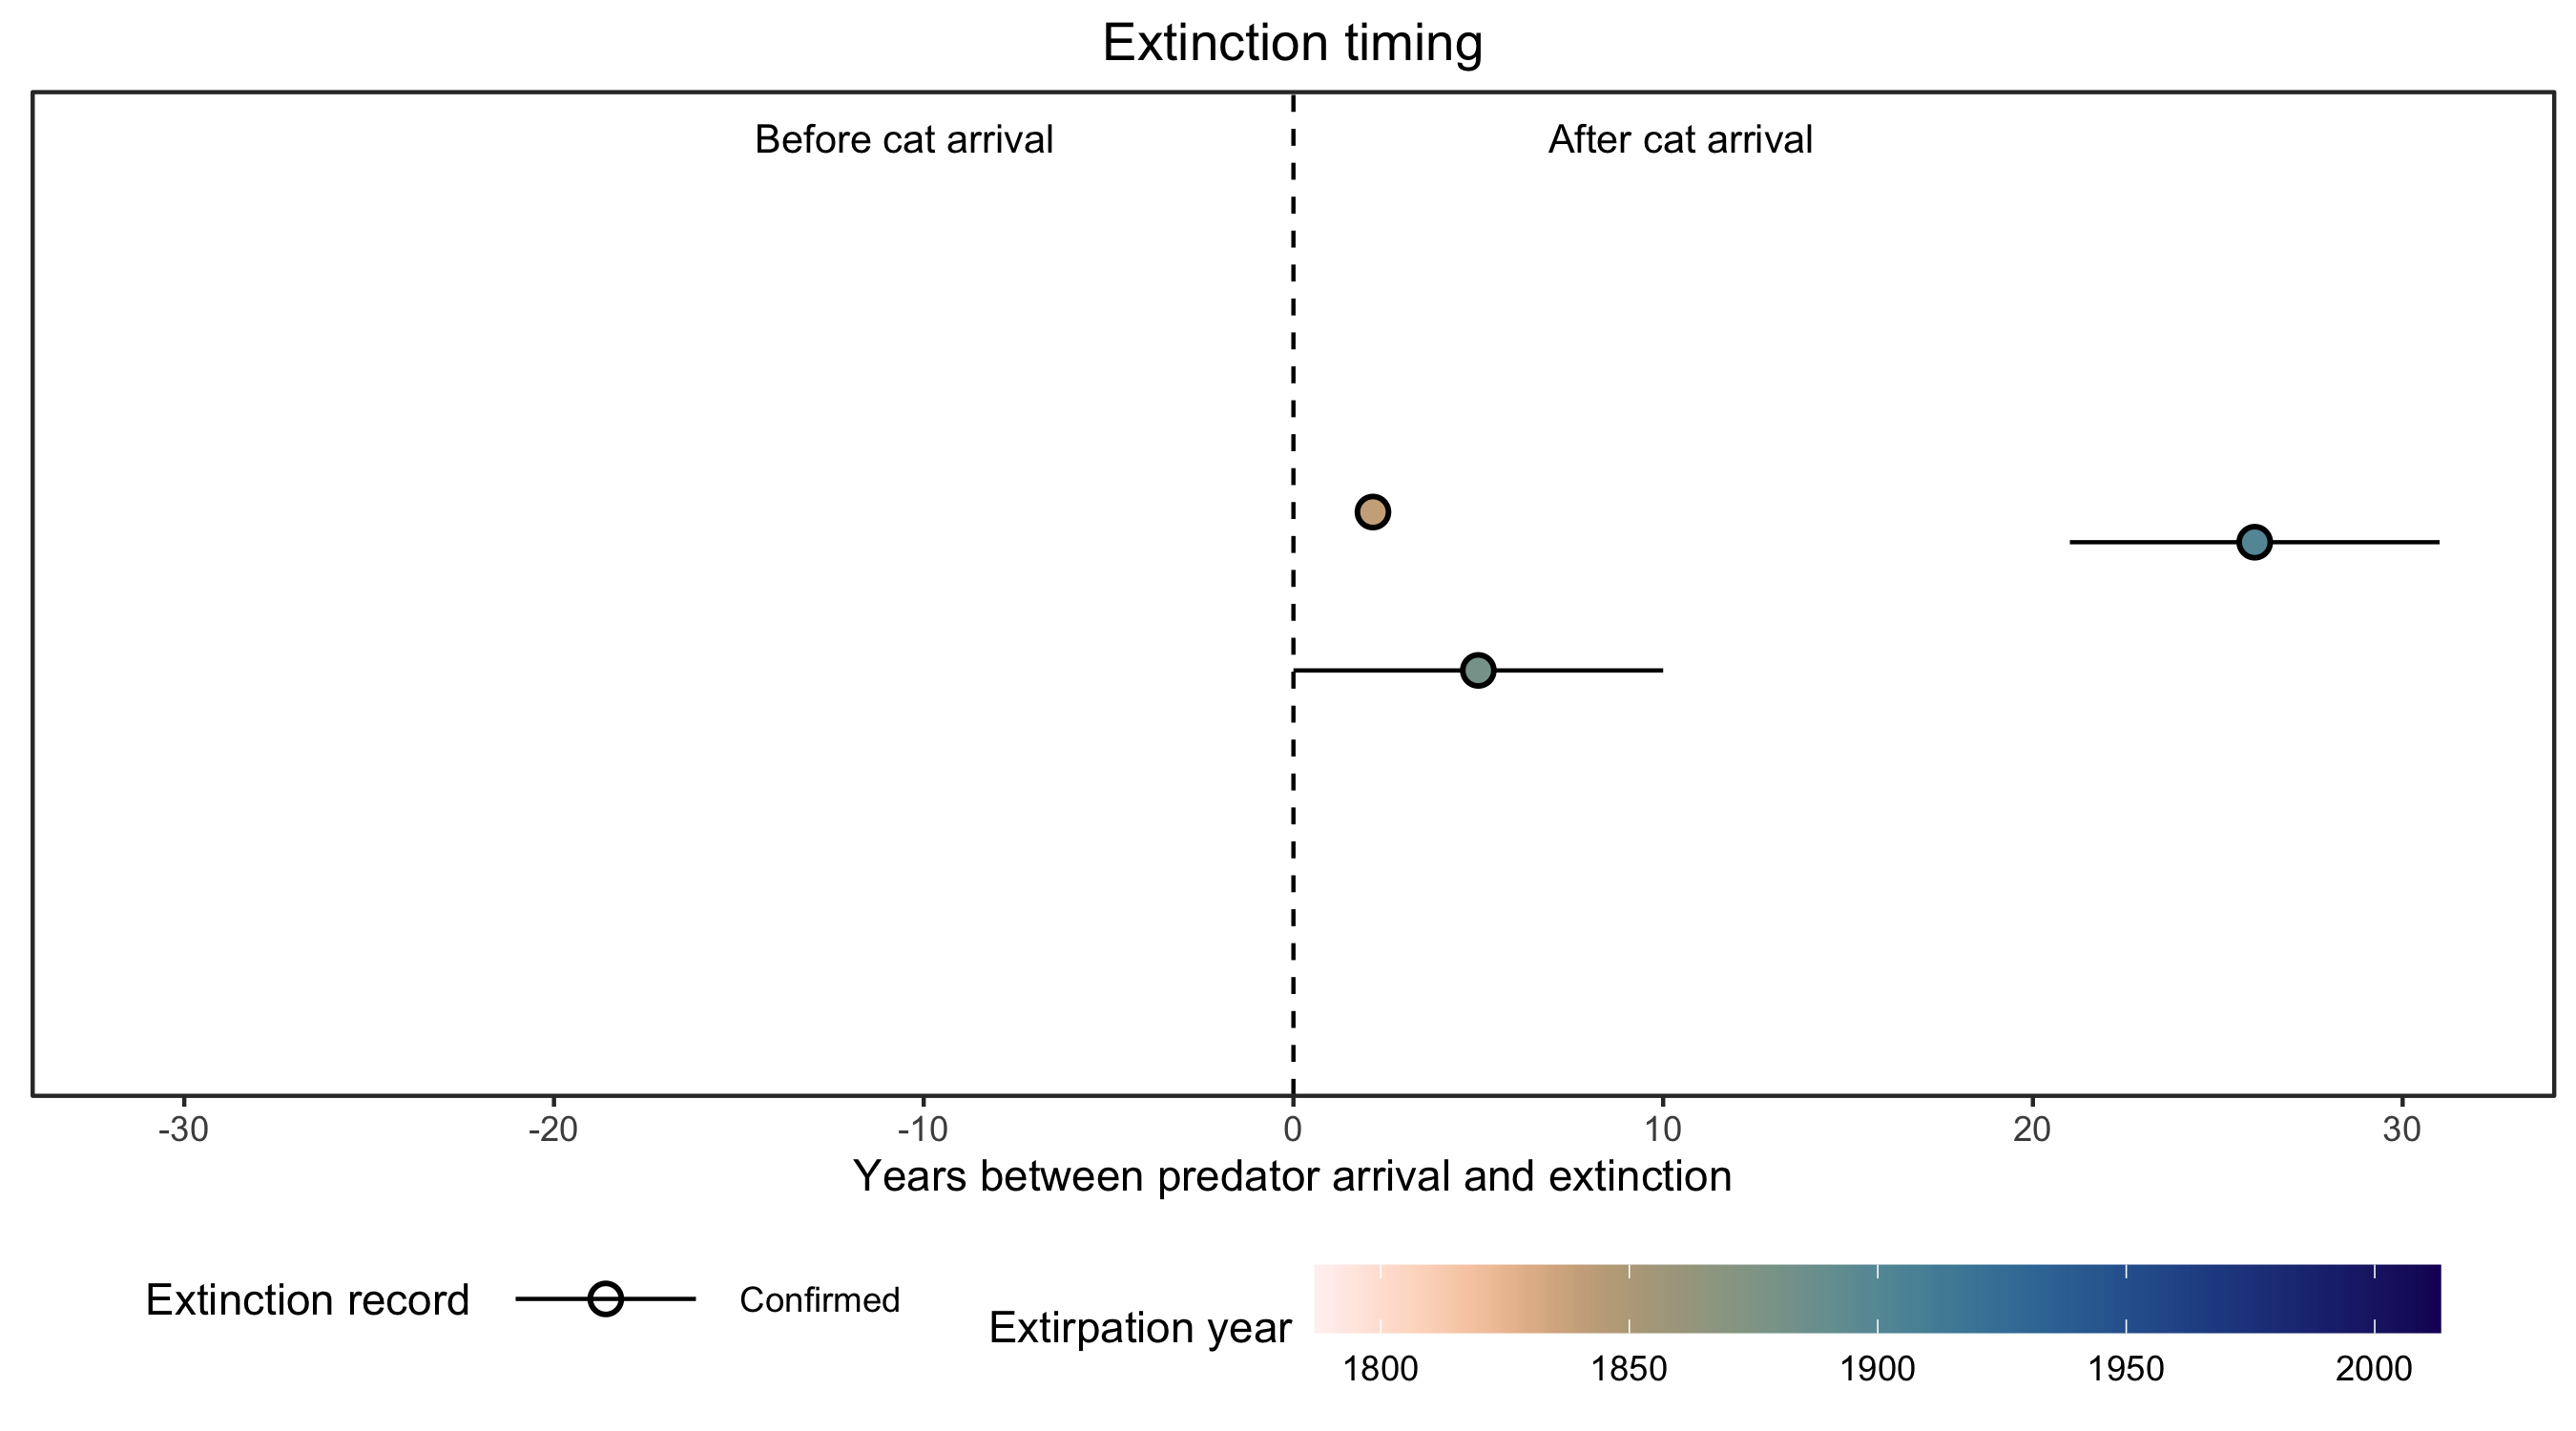 Extinction timing
Before cat arrival
After cat arrival
-30 -20 -10 0 10 20 30
Years between predator arrival and extinction
Extinction record
Confirmed
Extirpation year
1800 1850 1900 1950 2000